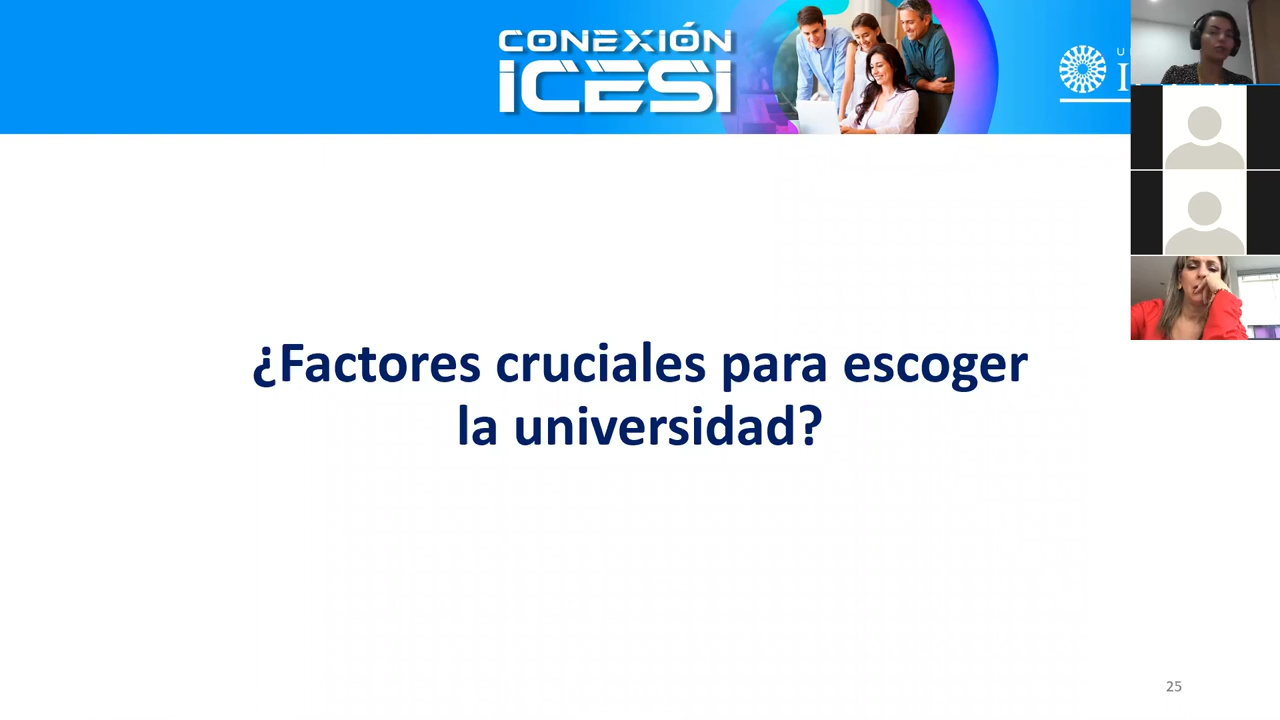 CONEXIÓN
ICESI
¿Factores cruciales para escoger
la universidad?
25